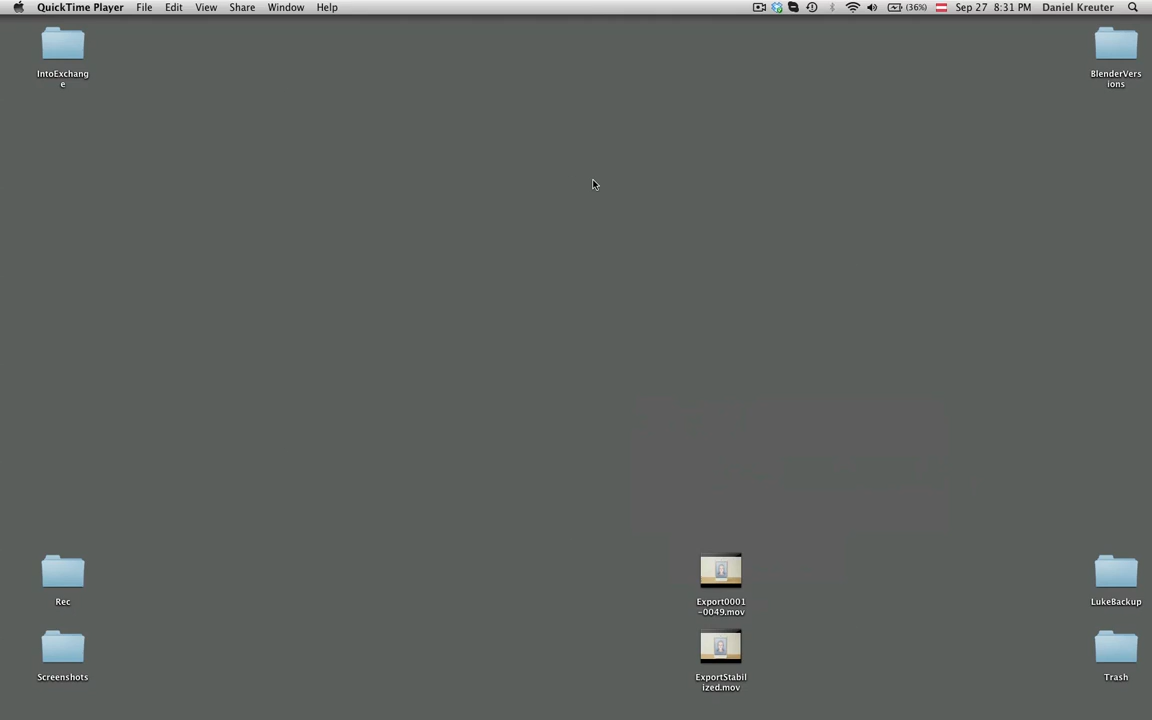 QuickTime Player File Edit View Share Window Help (36%) Sep 27 8:31 PM Daniel Kreuter
IntoExchang
e
BlenderVers
ions
Rec
Export0001
-0049.mov
LukeBackup
Screenshots
ExportStabil
ized.mov
Trash